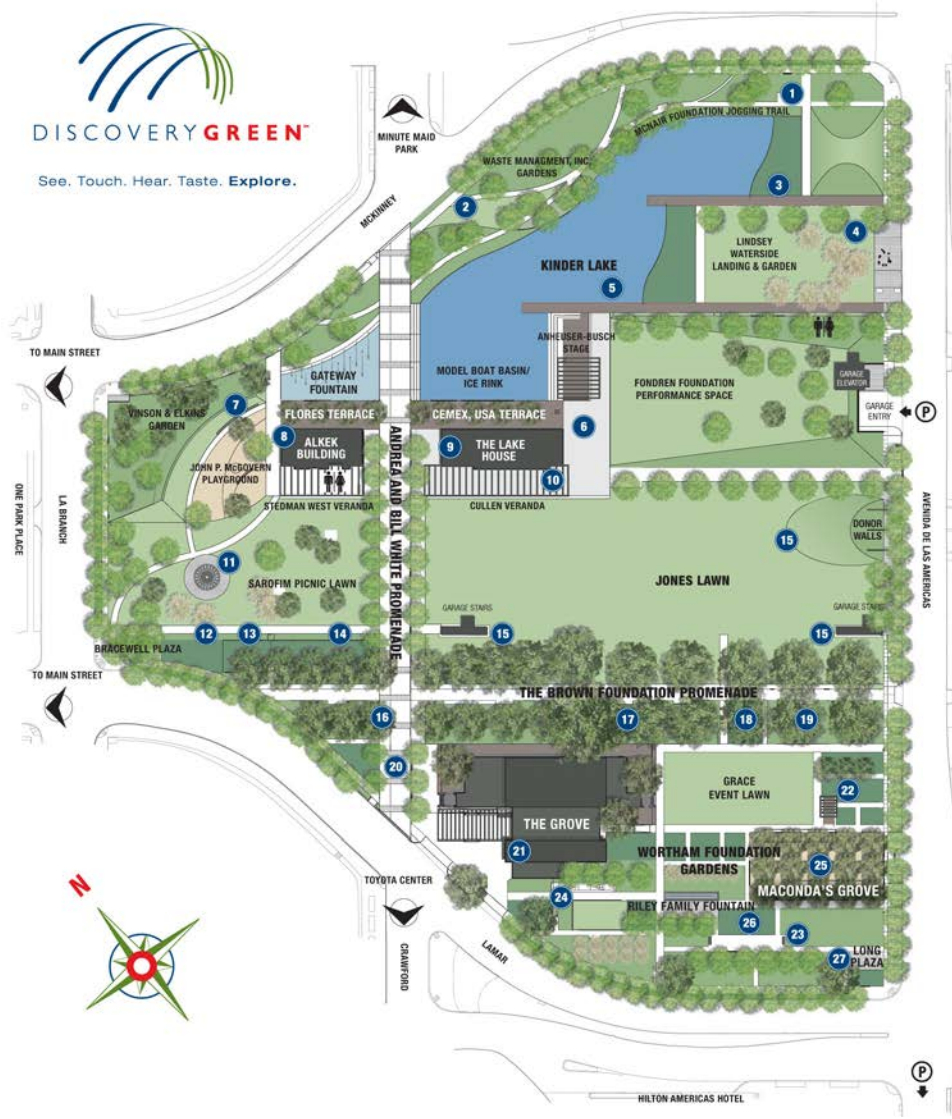 DISCOVERY GREEN™
See. Touch. Hear. Taste. Explore.
MINUTE MAID
PARK
MCKINNEY
1
MCNAIR FOUNDATION JOGGING TRAIL
WASTE MANAGMENT, INC.
GARDENS
2
3
4
LINDSEY
WATERSIDE
LANDING & GARDEN
KINDER LAKE
5
TO MAIN STREET
ANHEUSER-BUSCH
STAGE
GATEWAY
FOUNTAIN
MODEL BOAT BASIN/
ICE RINK
FONDREN FOUNDATION
PERFORMANCE SPACE
GARAGE
ELEVATOR
GARAGE
ENTRY
P
VINSON & ELKINS
GARDEN
7
FLORES TERRACE
CEMEX, USA TERRACE
6
8
ALKEK
BUILDING
9
THE LAKE
HOUSE
10
JOHN P. McGOVERN
PLAYGROUND
STEDMAN WEST VERANDA
CULLEN VERANDA
ONE PARK PLACE
LA BRANCH
ANDREA AND BILL WHITE PROMENADE
AVENIDA DE LAS AMERICAS
15
DONOR
WALLS
11
SAROFIM PICNIC LAWN
JONES LAWN
GARAGE STAIRS
GARAGE STAIRS
12
13
14
15
15
BRACEWELL PLAZA
TO MAIN STREET
THE BROWN FOUNDATION PROMENADE
16
17
18
19
20
GRACE
EVENT LAWN
22
THE GROVE
21
WORTHAM FOUNDATION
GARDENS
25
MACONDA'S GROVE
N
TOYOTA CENTER
24
RILEY FAMILY FOUNTAIN
26
23
27
LONG
PLAZA
CRAWFORD
LAMAR
P
HILTON AMERICAS HOTEL